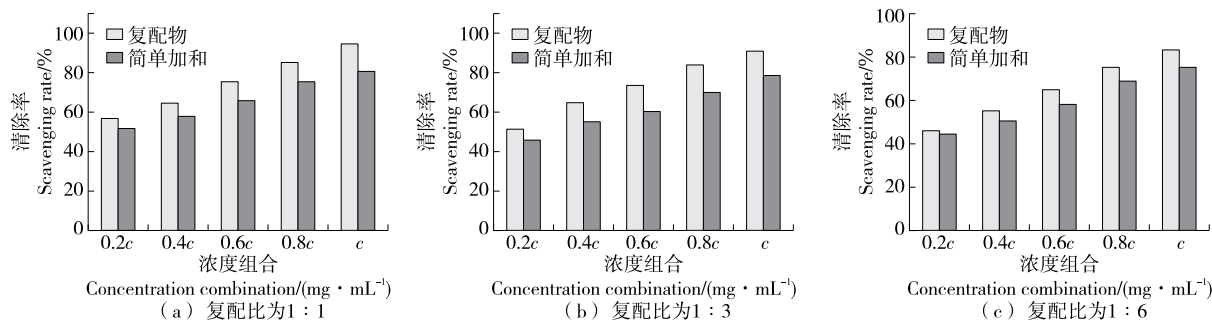 100
80
60
40
20
0
清除率
Scavenging rate/%
复配物
简单加和
0.2c 0.4c 0.6c 0.8c c
浓度组合
Concentration combination/(mg·mL⁻¹)
(a) 复配比为1:1
100
80
60
40
20
0
清除率
Scavenging rate/%
复配物
简单加和
0.2c 0.4c 0.6c 0.8c c
浓度组合
Concentration combination/(mg·mL⁻¹)
(b) 复配比为1:3
100
80
60
40
20
0
清除率
Scavenging rate/%
复配物
简单加和
0.2c 0.4c 0.6c 0.8c c
浓度组合
Concentration combination/(mg·mL⁻¹)
(c) 复配比为1:6